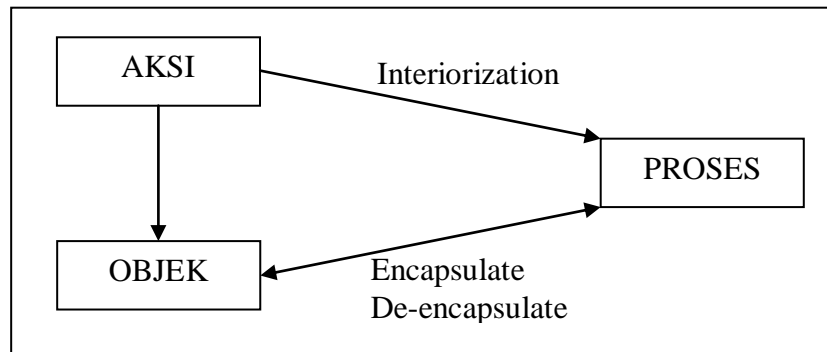 AKSI
Interiorization
PROSES
OBJEK
Encapsulate
De-encapsulate